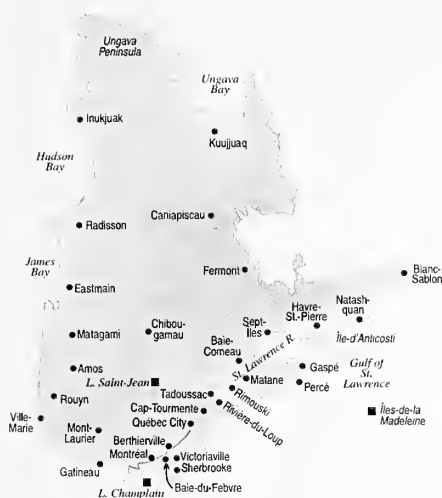 Ungava
Peninsula
Ungava
Bay
Inukjuak
Kuujjuaq
Hudson
Bay
Caniapiscau
Radisson
James
Bay
Fermont
Blanc-
Sablon
Eastmain
Havre-
St.-Pierre
Natash-
quan
Sept-
Iles
Matagami
Chibou-
gamau
Île-d'Anticosti
Baie-
Comeau
St. Lawrence R.
Gulf of
St.
Lawrence
Gaspé
Amos
Matane
Percé
L. Saint-Jean
Rimouski
Tadoussac
Rivière-du-Loup
Rouyn
Cap-Tourmente
Îles-de-la
Madeleine
Ville-
Marie
Mont-
Laurier
Québec City
Berthierville
Montréal
Victoriaville
Gatineau
Sherbrooke
Baie-du-Febvre
L. Champlain